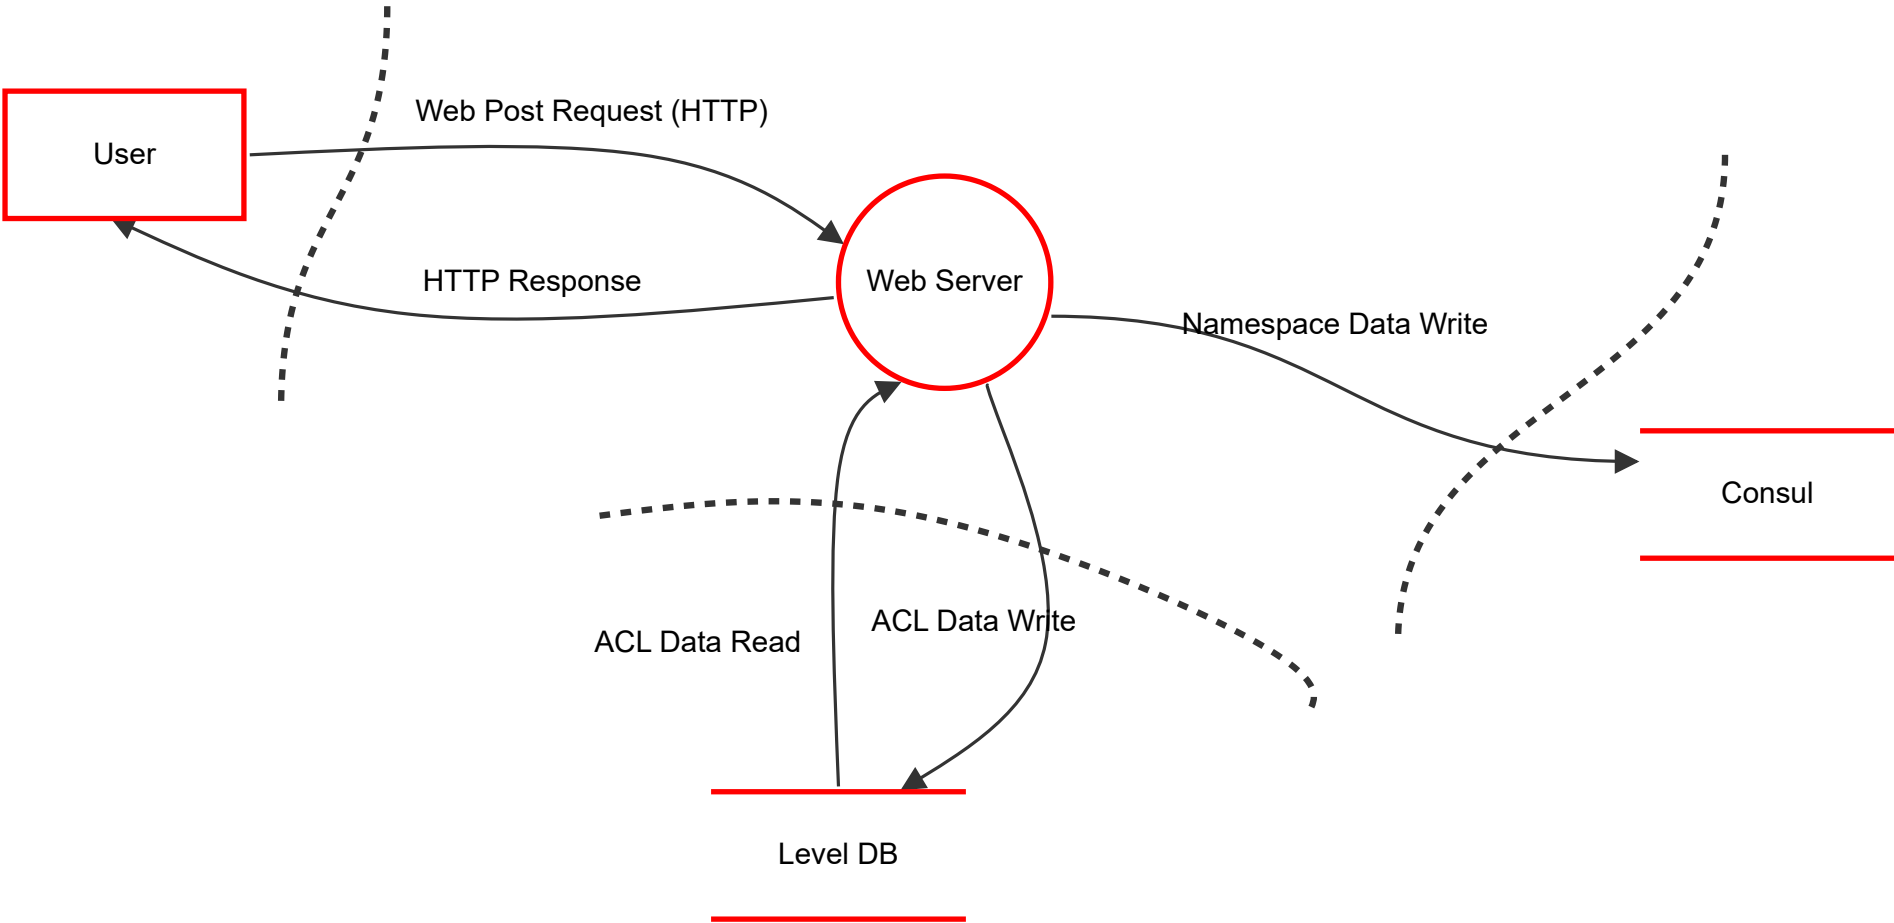 Web Post Request (HTTP)
User
HTTP Response
Web Server
Namespace Data Write
Consul
ACL Data Write
ACL Data Read
Level DB